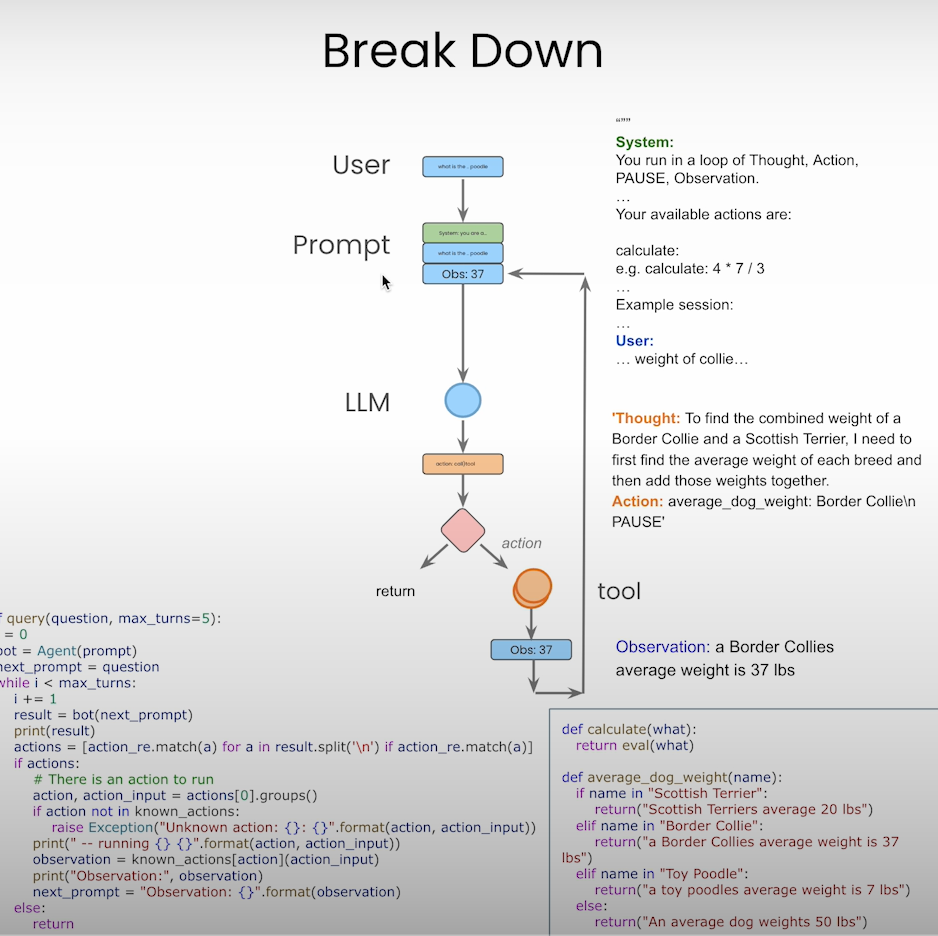 Break Down
User
what is the .. poodle
Prompt
System: you are a..
what is the .. poodle
Obs: 37
LLM
action: call tool
action
return
tool
Obs: 37
“””
System:
You run in a loop of Thought, Action,
PAUSE, Observation.
…
Your available actions are:
calculate:
e.g. calculate: 4 * 7 / 3
…
Example session:
…
User:
… weight of collie…
'Thought: To find the combined weight of a
Border Collie and a Scottish Terrier, I need to
first find the average weight of each breed and
then add those weights together.
Action: average_dog_weight: Border Collie\n
PAUSE'
Observation: a Border Collies
average weight is 37 lbs
f query(question, max_turns=5):
= 0
bot = Agent(prompt)
next_prompt = question
while i < max_turns:
i += 1
result = bot(next_prompt)
print(result)
actions = [action_re.match(a) for a in result.split('\n') if action_re.match(a)]
if actions:
# There is an action to run
action, action_input = actions[0].groups()
if action not in known_actions:
raise Exception("Unknown action: {}: {}".format(action, action_input))
print(" -- running {} {}".format(action, action_input))
observation = known_actions[action](action_input)
print("Observation:", observation)
next_prompt = "Observation: {}".format(observation)
else:
return
def calculate(what):
return eval(what)
def average_dog_weight(name):
if name in "Scottish Terrier":
return("Scottish Terriers average 20 lbs")
elif name in "Border Collie":
return("a Border Collies average weight is 37
lbs")
elif name in "Toy Poodle":
return("a toy poodles average weight is 7 lbs")
else:
return("An average dog weights 50 lbs")